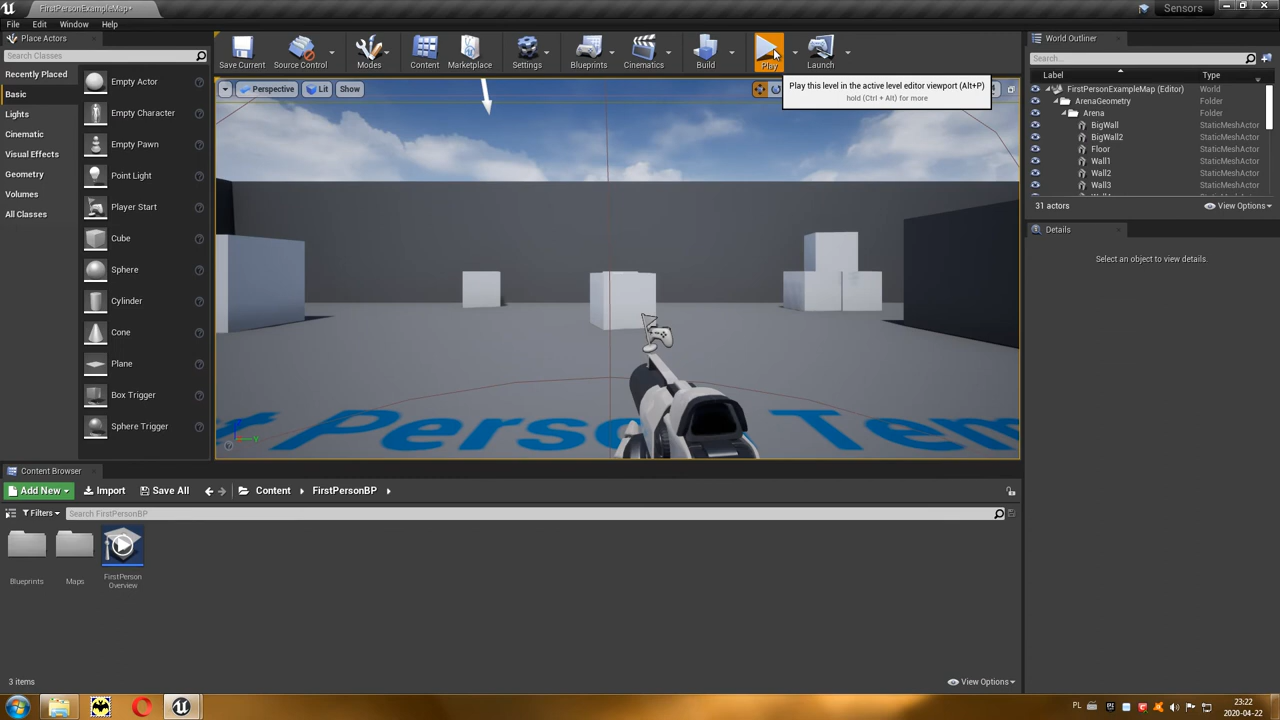 FirstPersonExampleMap*
Sensors
File Edit Window Help
Place Actors
Search Classes
Recently Placed
Basic
Lights
Cinematic
Visual Effects
Geometry
Volumes
All Classes
Empty Actor
Empty Character
Empty Pawn
Point Light
Player Start
Cube
Sphere
Cylinder
Cone
Plane
Box Trigger
Sphere Trigger
Save Current
Source Control
Modes
Content
Marketplace
Settings
Blueprints
Cinematics
Build
Play
Launch
Perspective
Lit
Show
Play this level in the active level editor viewport (Alt+P)
hold (Ctrl + Alt) for more
t Person Tem
World Outliner
Search...
Label Type
FirstPersonExampleMap (Editor) World
ArenaGeometry Folder
Arena Folder
BigWall StaticMeshActor
BigWall2 StaticMeshActor
Floor StaticMeshActor
Wall1 StaticMeshActor
Wall2 StaticMeshActor
Wall3 StaticMeshActor
31 actors
View Options
Details
Select an object to view details.
Content Browser
Add New
Import
Save All
Content
FirstPersonBP
Filters
Search FirstPersonBP
Blueprints
Maps
FirstPerson
Overview
3 items
View Options
PL
23:22
2020-04-22